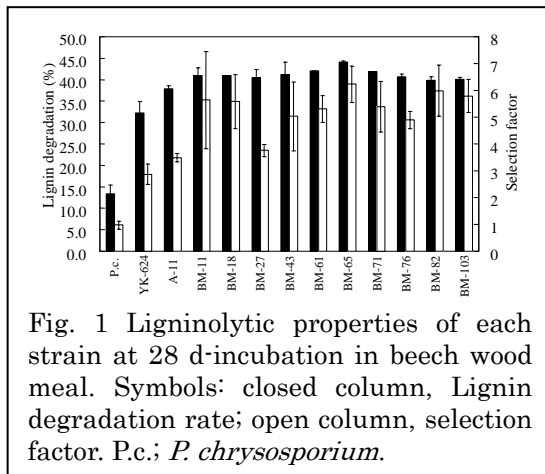 50.0
45.0
40.0
35.0
30.0
25.0
20.0
15.0
10.0
5.0
0.0
Lignin degradation (%)
8
7
6
5
4
3
2
1
0
Selection factor
P.c.
YK-624
A-11
BM-11
BM-18
BM-27
BM-43
BM-61
BM-65
BM-71
BM-76
BM-82
BM-103
Fig. 1 Ligninolytic properties of each
strain at 28 d-incubation in beech wood
meal. Symbols: closed column, Lignin
degradation rate; open column, selection
factor. P.c.; P. chrysosporium.